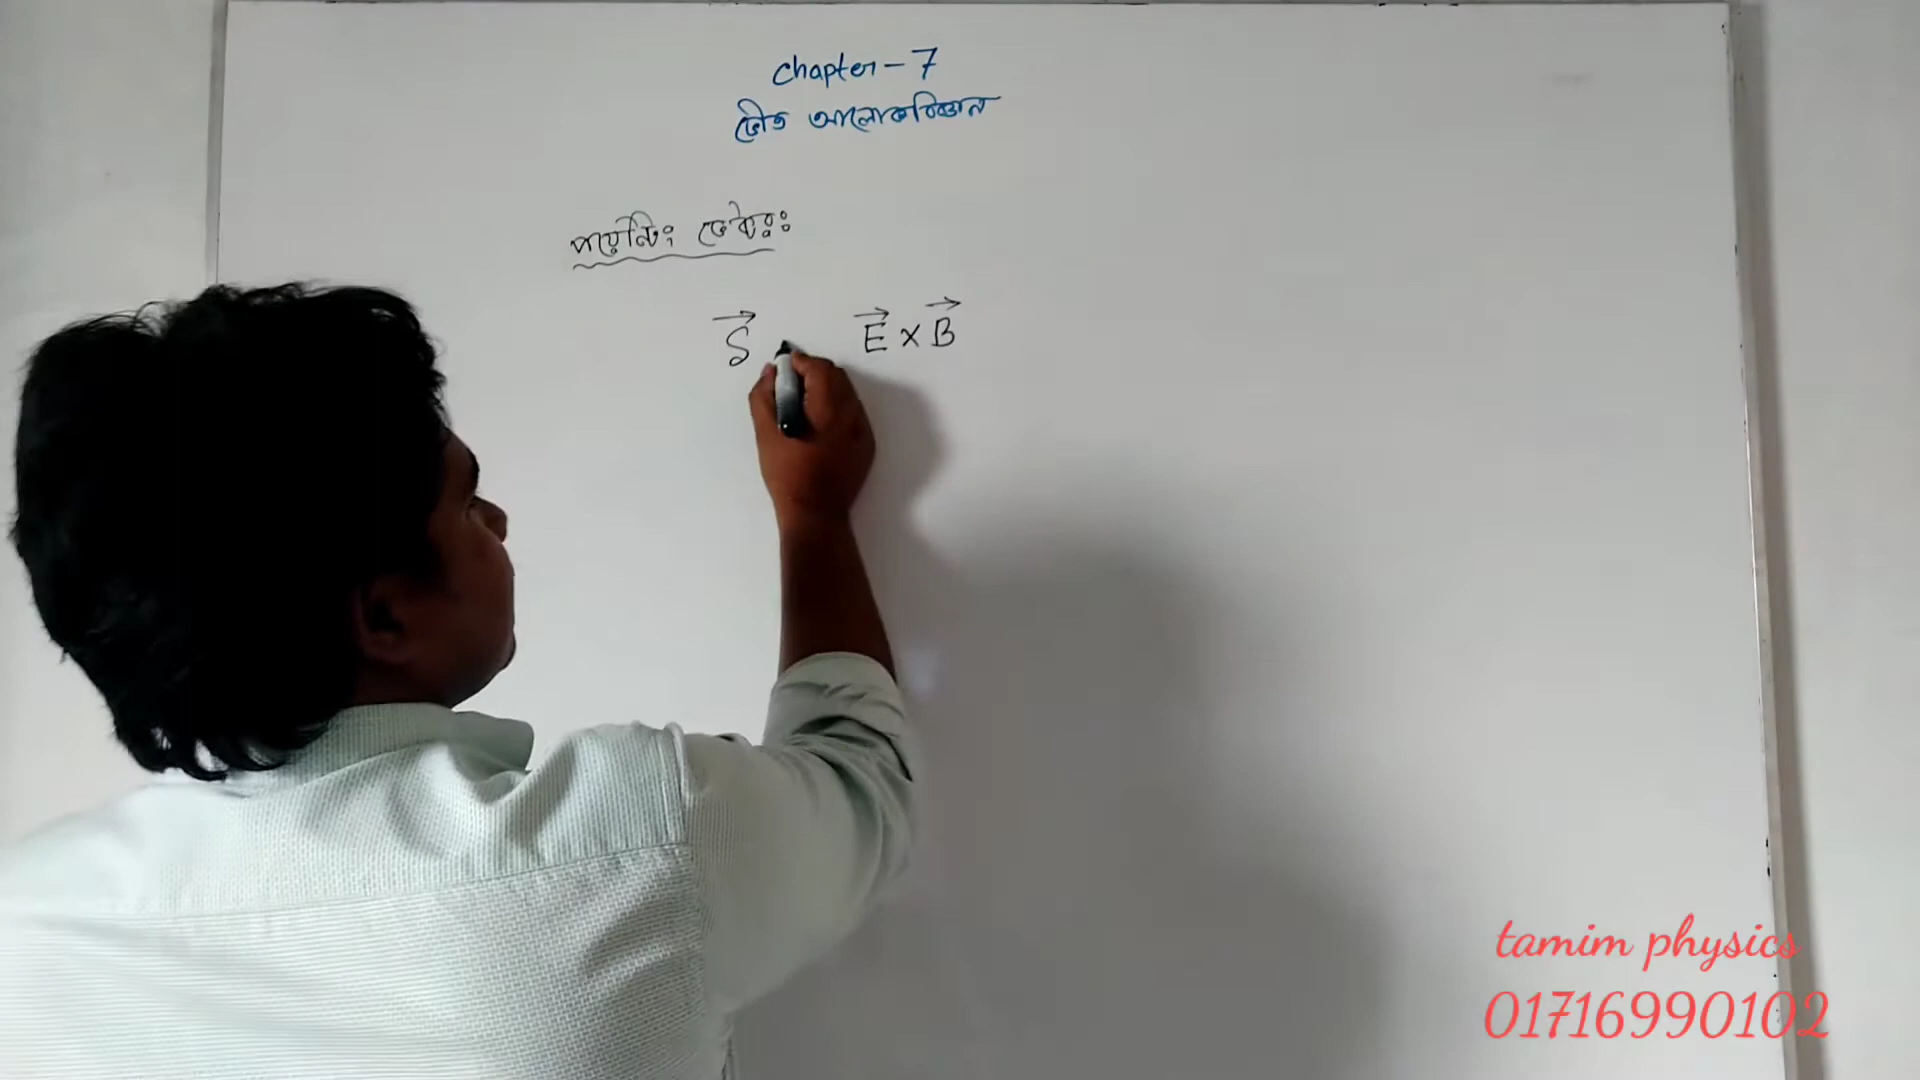 Chapter-7
ভৌত আলোকবিজ্ঞান
পয়েন্টিং ভেক্টর:
S⃗ E⃗ × B⃗
tamim physics
01716990102